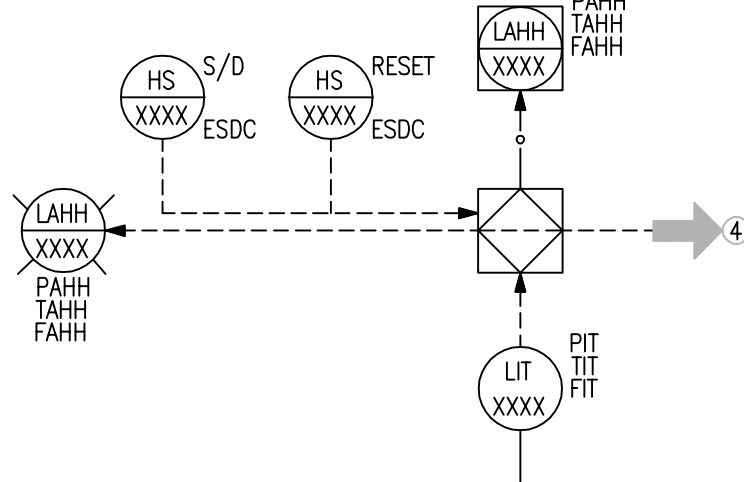 PAHH
TAHH
FAHH
LAHH
XXXX
HS
XXXX
S/D
ESDC
HS
XXXX
RESET
ESDC
LAHH
XXXX
PAHH
TAHH
FAHH
4
LIT
XXXX
PIT
TIT
FIT